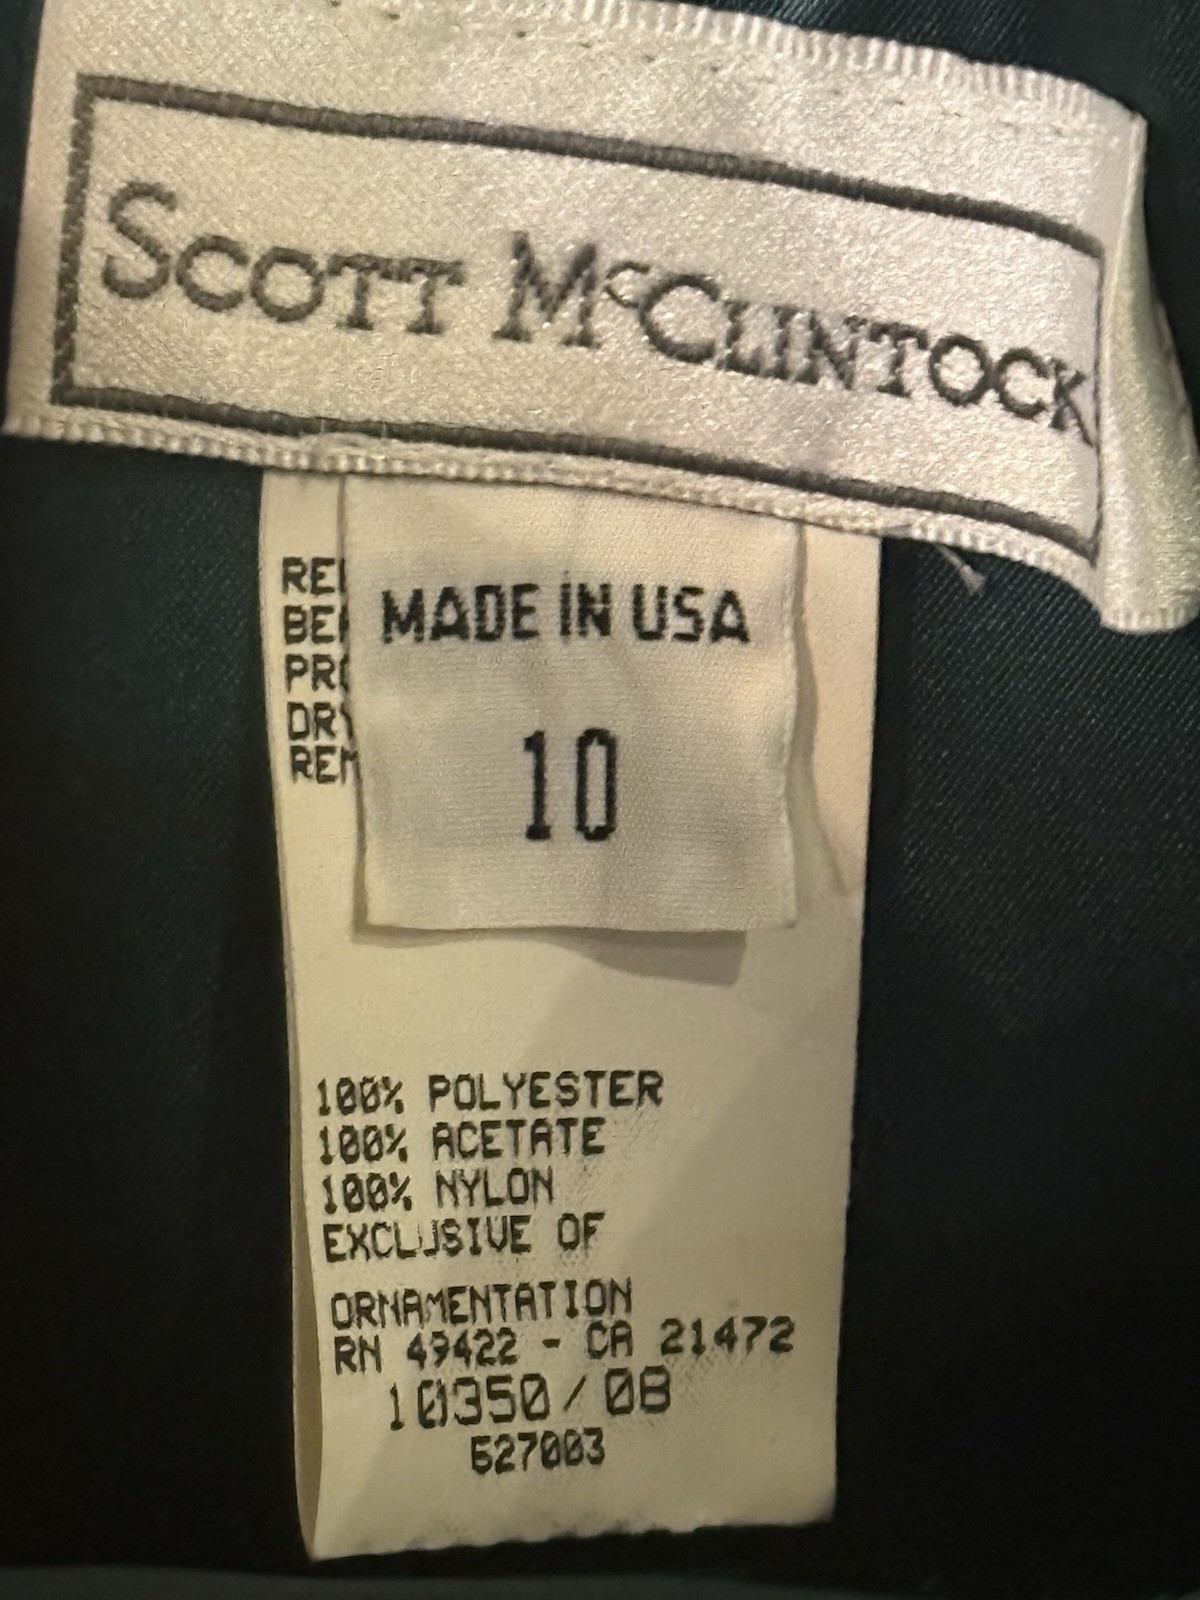 SCOTT McCLINTOCK
MADE IN USA
10
100% POLYESTER
100% ACETATE
100% NYLON
EXCLUSIVE OF
ORNAMENTATION
RN 49422 - CA 21472
10350/08
627003